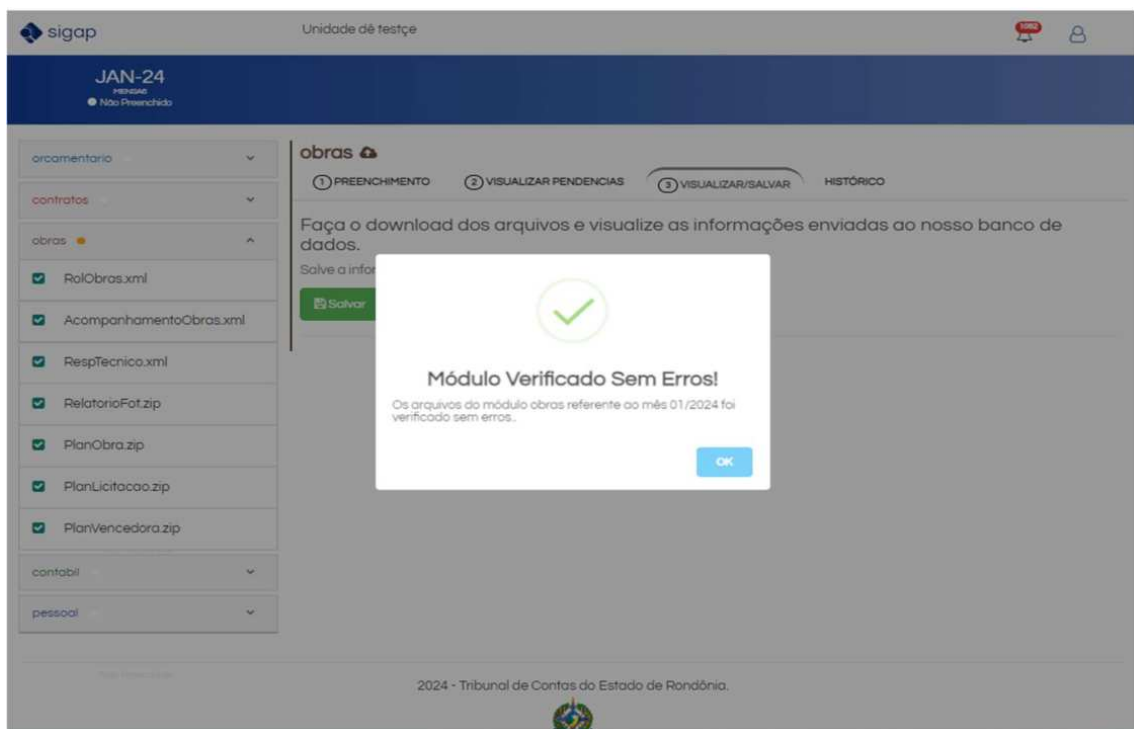 sigap
Unidade dê testçe
1082
JAN-24
MENSAL
Não Preenchido
orcamentario
contratos
obras
RolObras.xml
AcompanhamentoObras.xml
RespTecnico.xml
RelatorioFot.zip
PlanObra.zip
PlanLicitacao.zip
PlanVencedora.zip
contabil
pessoal
obras
1 PREENCHIMENTO 2 VISUALIZAR PENDENCIAS 3 VISUALIZAR/SALVAR HISTÓRICO
Faça o download dos arquivos e visualize as informações enviadas ao nosso banco de
dados.
Salve a infor
Salvar
Módulo Verificado Sem Erros!
Os arquivos do módulo obras referente ao mês 01/2024 foi
verificado sem erros..
OK
2024 - Tribunal de Contas do Estado de Rondônia.